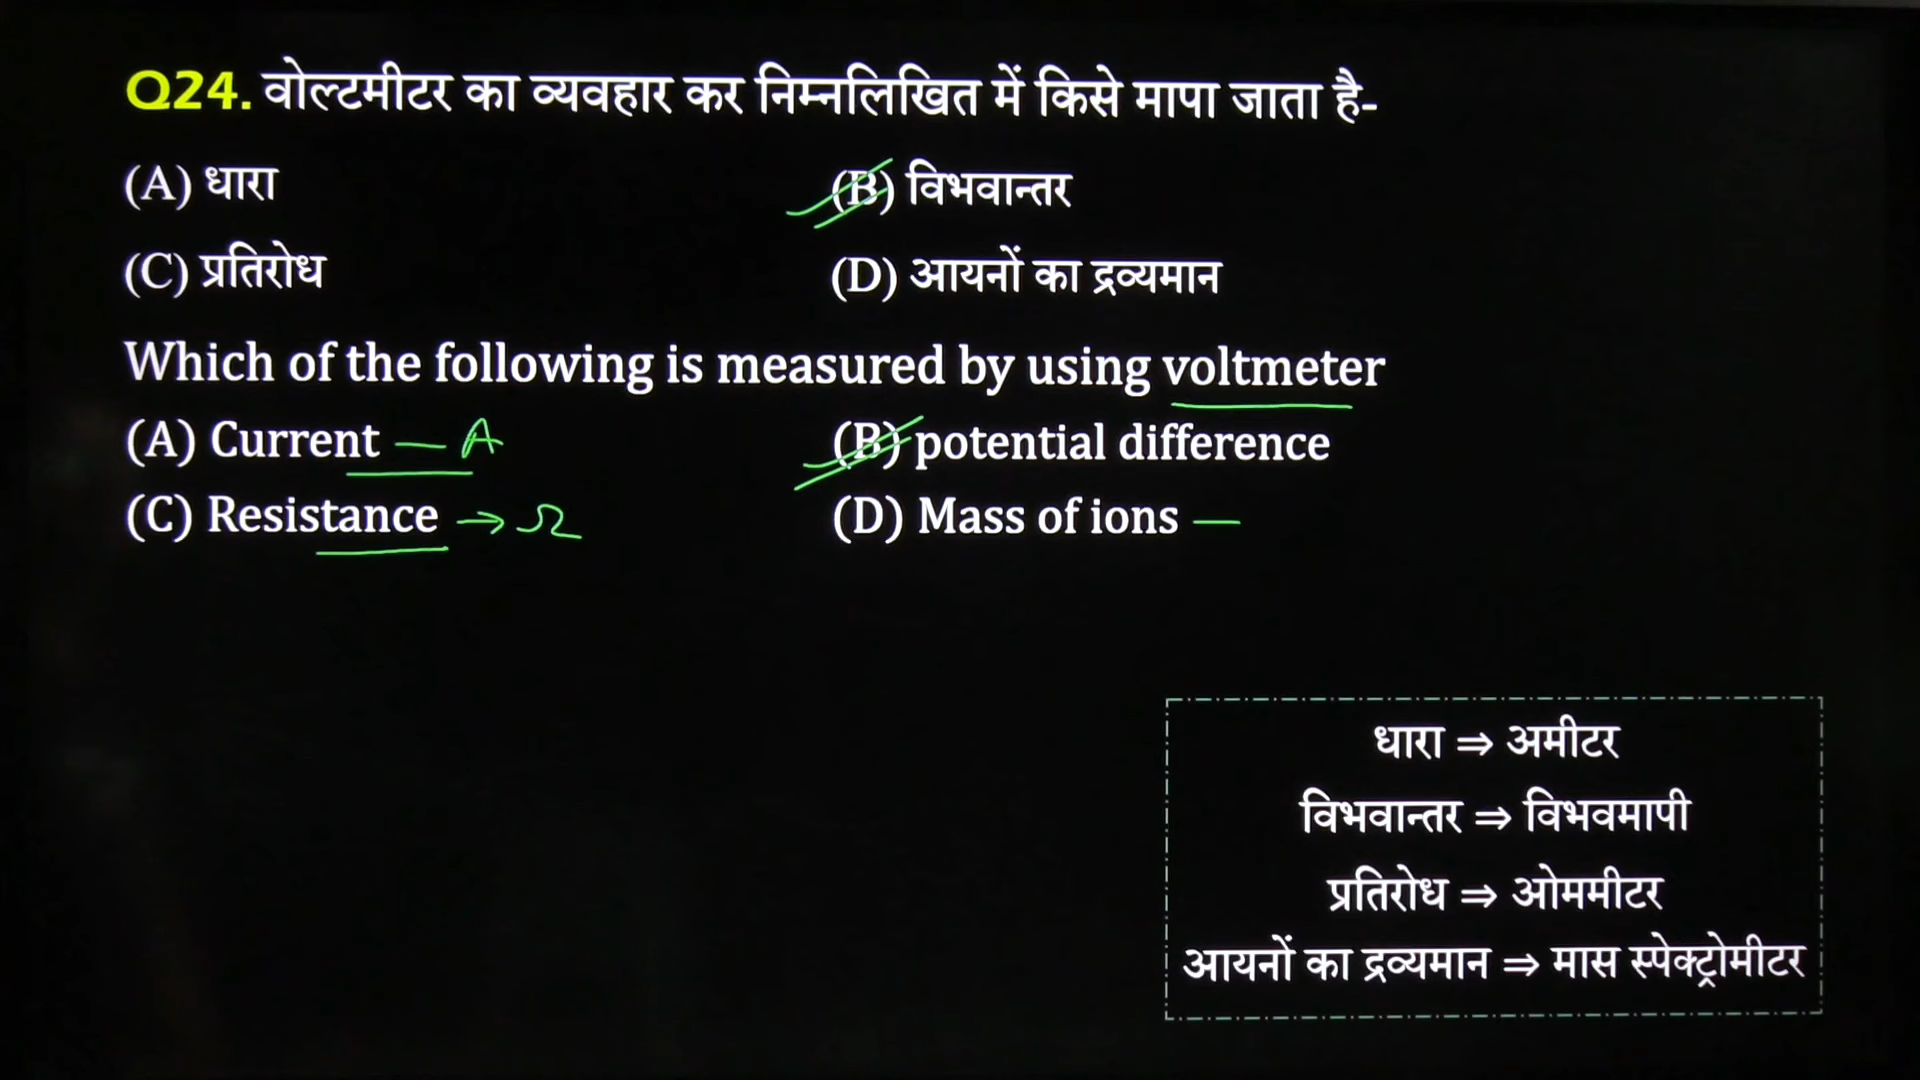 Q24. वोल्टमीटर का व्यवहार कर निम्नलिखित में किसे मापा जाता है-
(A) धारा (B) विभवान्तर
(C) प्रतिरोध (D) आयनों का द्रव्यमान
Which of the following is measured by using voltmeter
(A) Current — A (B) potential difference
(C) Resistance → Ω (D) Mass of ions —
धारा ⇒ अमीटर
विभवान्तर ⇒ विभवमापी
प्रतिरोध ⇒ ओममीटर
आयनों का द्रव्यमान ⇒ मास स्पेक्ट्रोमीटर